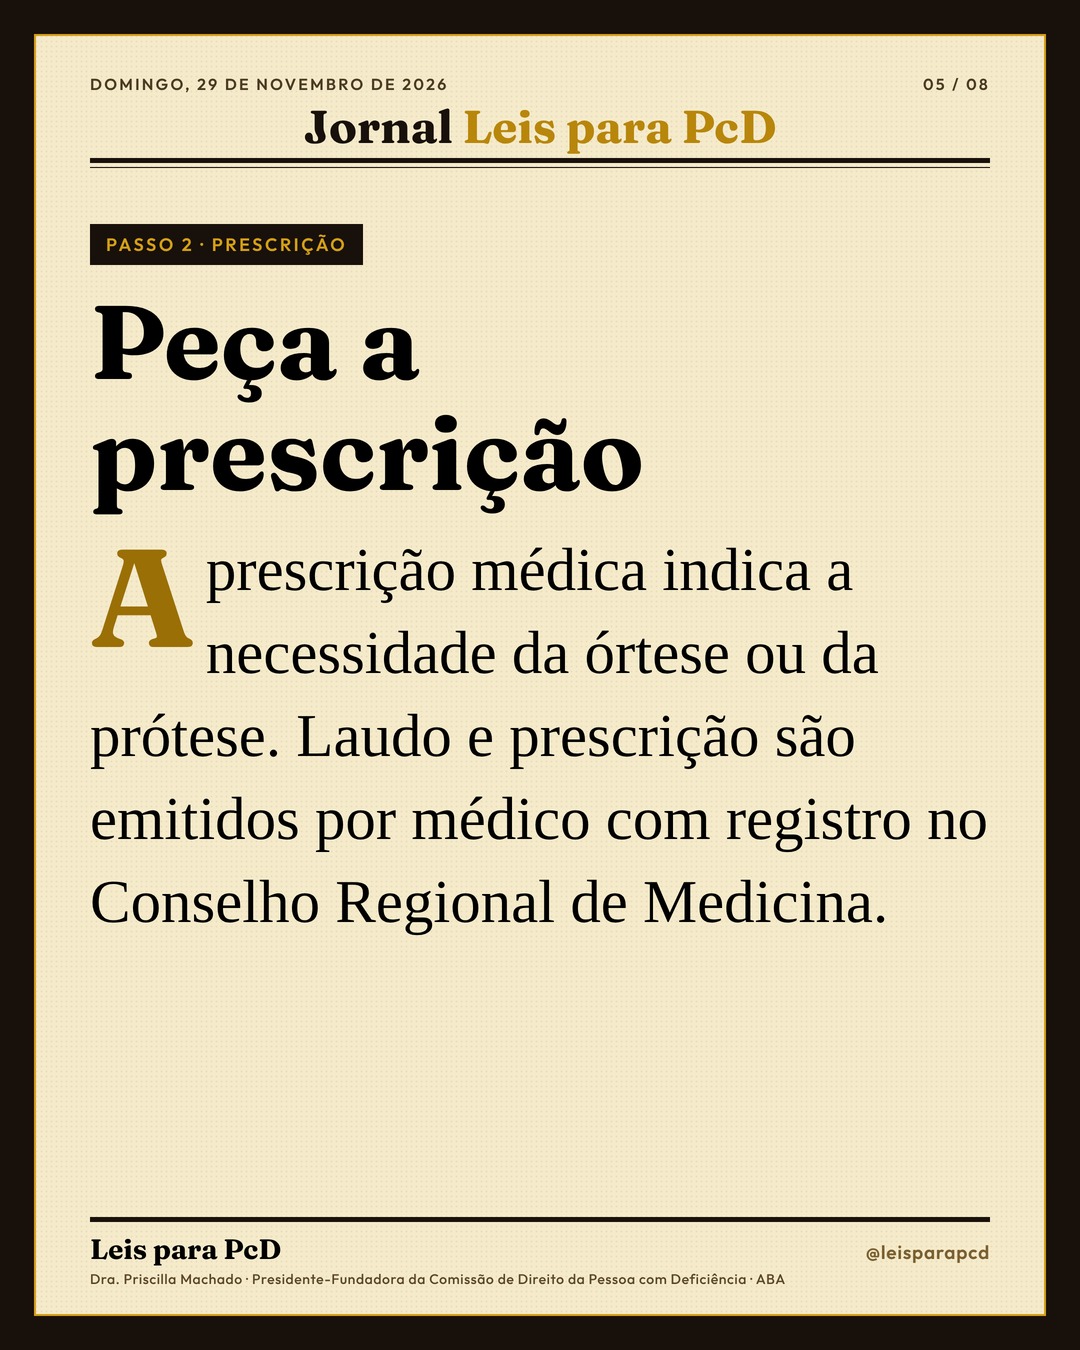 DOMINGO, 29 DE NOVEMBRO DE 2026
05 / 08
Jornal Leis para PcD
PASSO 2 · PRESCRIÇÃO
Peça a
prescrição
A prescrição médica indica a
necessidade da órtese ou da
prótese. Laudo e prescrição são
emitidos por médico com registro no
Conselho Regional de Medicina.
Leis para PcD
@leisparapcd
Dra. Priscilla Machado · Presidente-Fundadora da Comissão de Direito da Pessoa com Deficiência · ABA